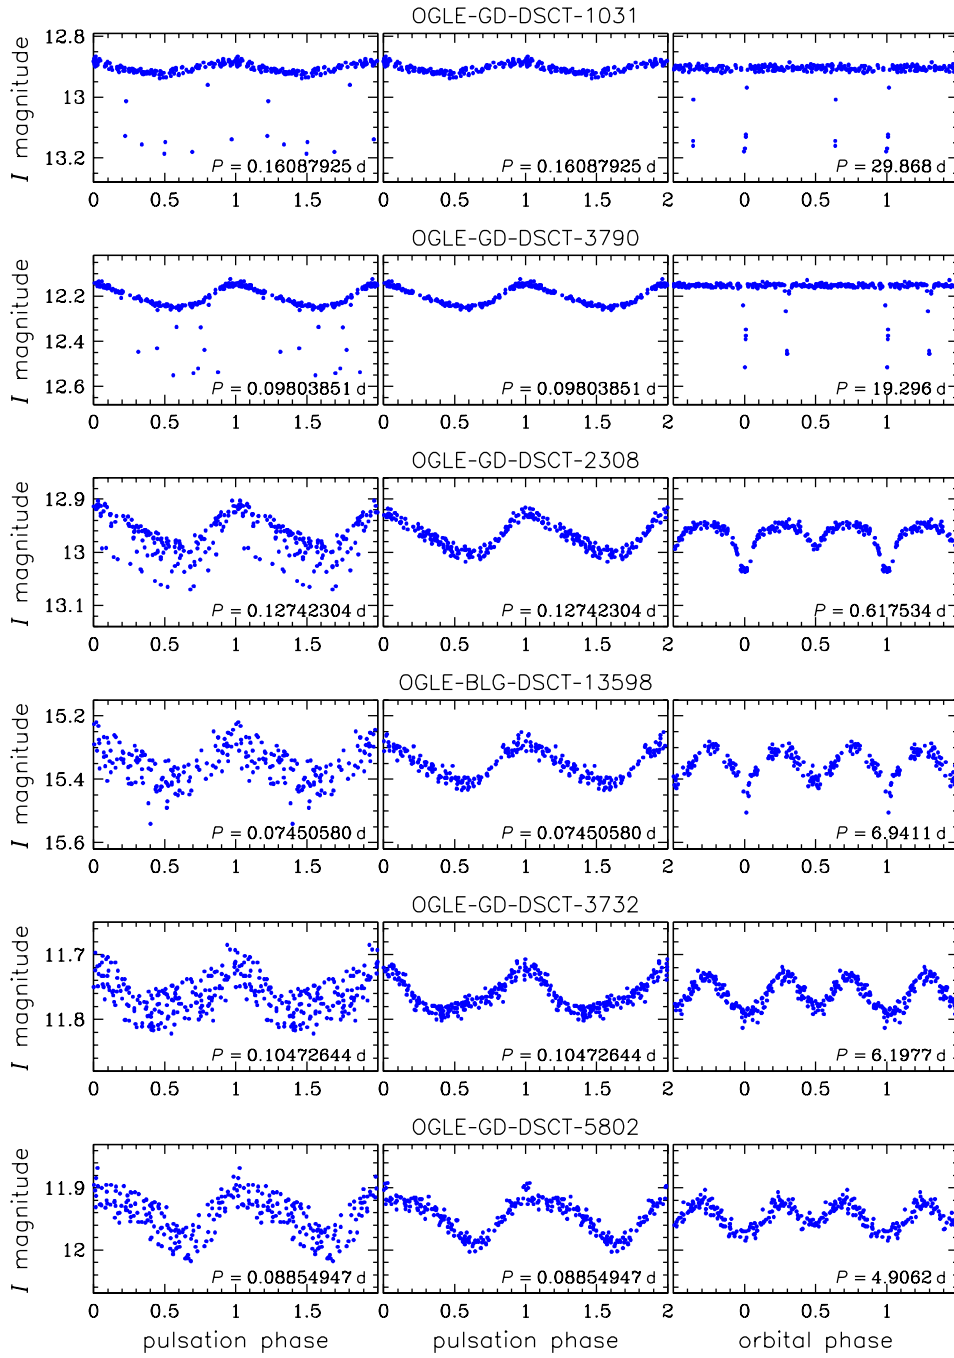 OGLE-GD-DSCT-1031
12.8
13
13.2
I magnitude
P = 0.16087925 d
P = 0.16087925 d
P = 29.868 d
0 0.5 1 1.5 0 0.5 1 1.5 2 0 0.5 1
OGLE-GD-DSCT-3790
12.2
12.4
12.6
I magnitude
P = 0.09803851 d
P = 0.09803851 d
P = 19.296 d
0 0.5 1 1.5 0 0.5 1 1.5 2 0 0.5 1
OGLE-GD-DSCT-2308
12.9
13
13.1
I magnitude
P = 0.12742304 d
P = 0.12742304 d
P = 0.617534 d
0 0.5 1 1.5 0 0.5 1 1.5 2 0 0.5 1
OGLE-BLG-DSCT-13598
15.2
15.4
15.6
I magnitude
P = 0.07450580 d
P = 0.07450580 d
P = 6.9411 d
0 0.5 1 1.5 0 0.5 1 1.5 2 0 0.5 1
OGLE-GD-DSCT-3732
11.7
11.8
I magnitude
P = 0.10472644 d
P = 0.10472644 d
P = 6.1977 d
0 0.5 1 1.5 0 0.5 1 1.5 2 0 0.5 1
OGLE-GD-DSCT-5802
11.9
12
I magnitude
P = 0.08854947 d
P = 0.08854947 d
P = 4.9062 d
0 0.5 1 1.5 0 0.5 1 1.5 2 0 0.5 1
pulsation phase pulsation phase orbital phase